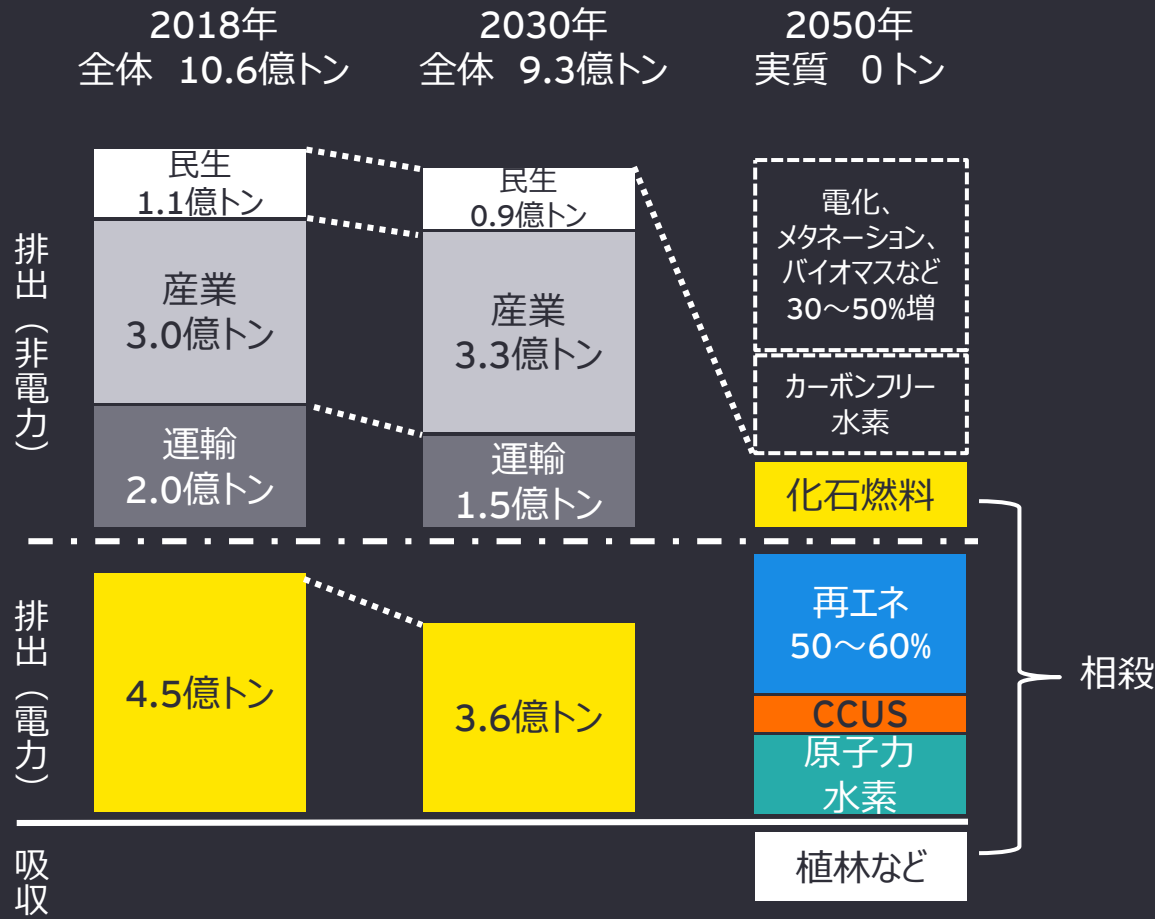 2018年
全体 10.6億トン
2030年
全体 9.3億トン
2050年
実質 0トン
排出（非電力）
民生
1.1億トン
産業
3.0億トン
運輸
2.0億トン
民生
0.9億トン
産業
3.3億トン
運輸
1.5億トン
電化、
メタネーション、
バイオマスなど
30～50%増
カーボンフリー
水素
化石燃料
排出（電力）
4.5億トン
3.6億トン
再エネ
50～60%
CCUS
原子力
水素
相殺
吸収
植林など